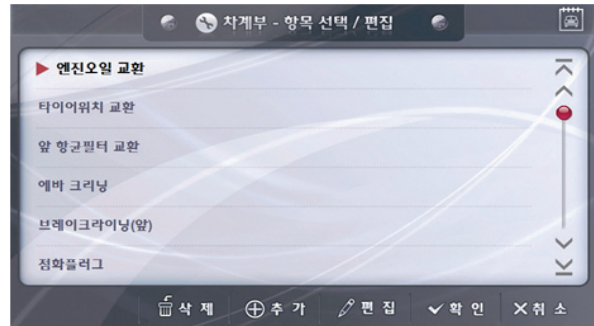 차계부 - 항목 선택 / 편집
엔진오일 교환
타이어위치 교환
앞 항균필터 교환
에바 크리닝
브레이크라이닝(앞)
점화플러그
삭 제 추 가 편 집 확 인 취 소